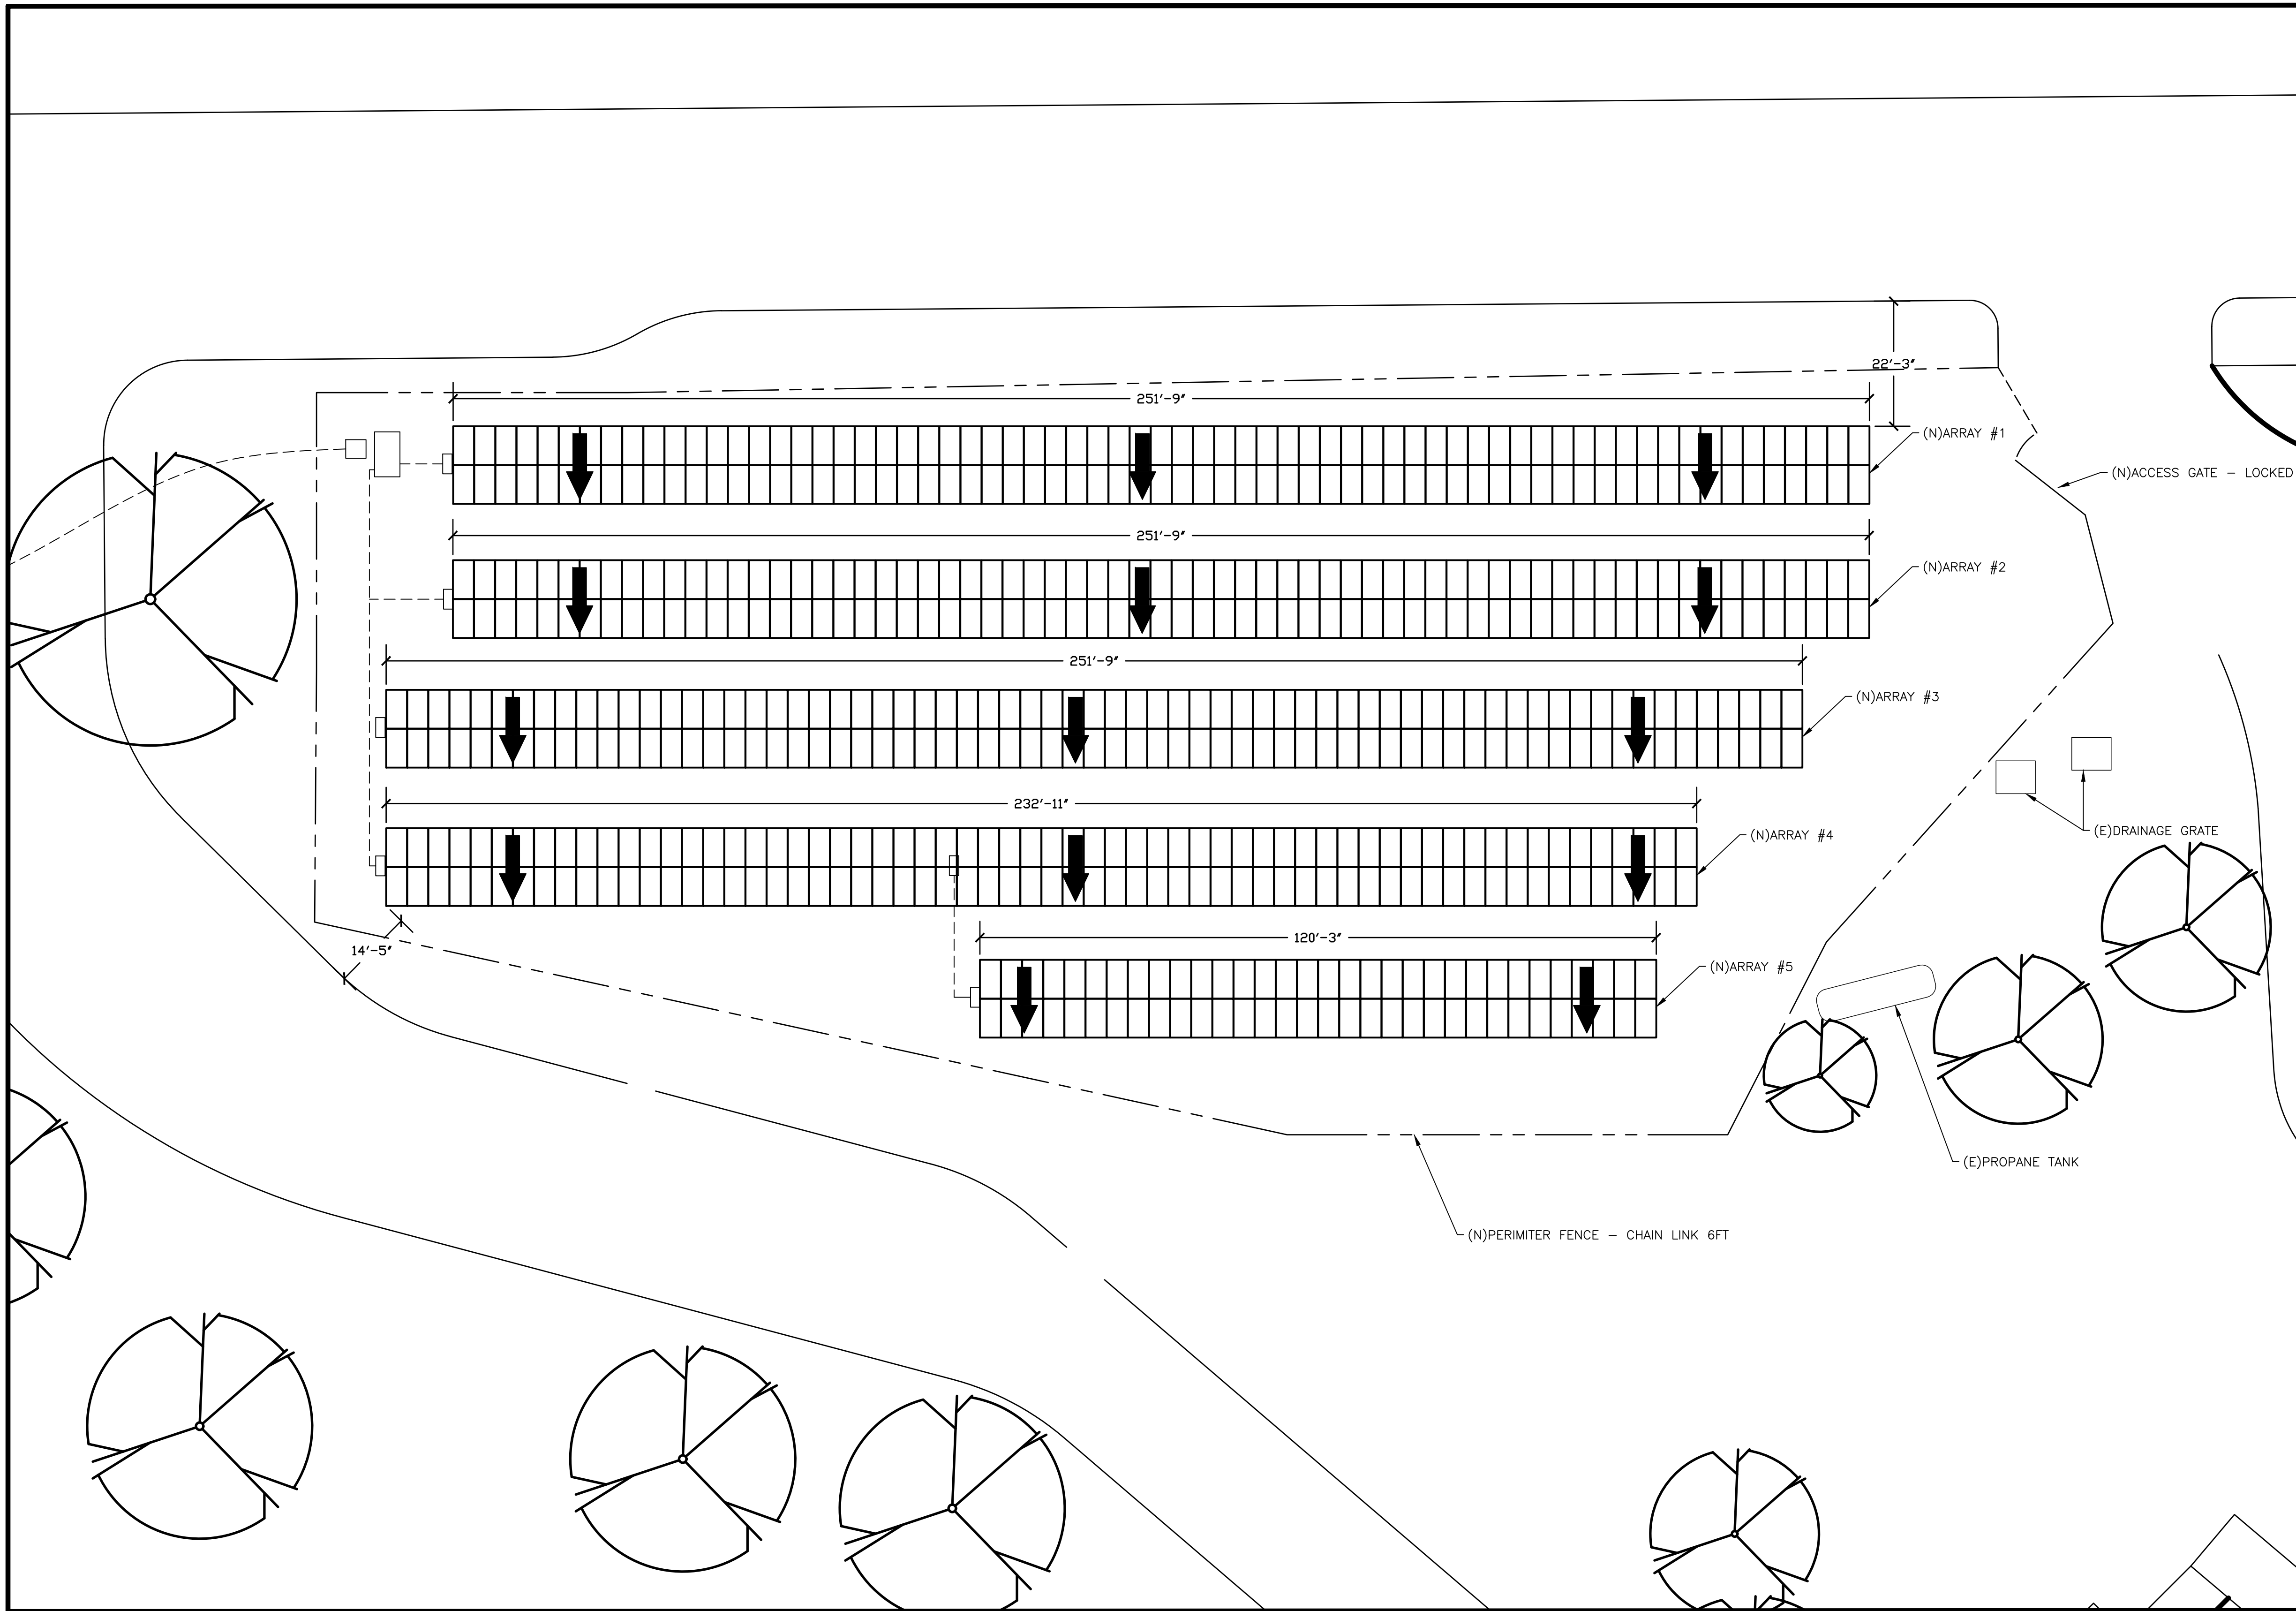 22'-3"
251'-9"
(N)ARRAY #1
(N)ACCESS GATE – LOCKED
251'-9"
(N)ARRAY #2
251'-9"
(N)ARRAY #3
232'-11"
(E)DRAINAGE GRATE
(N)ARRAY #4
120'-3"
14'-5"
(N)ARRAY #5
(E)PROPANE TANK
(N)PERIMITER FENCE – CHAIN LINK 6FT